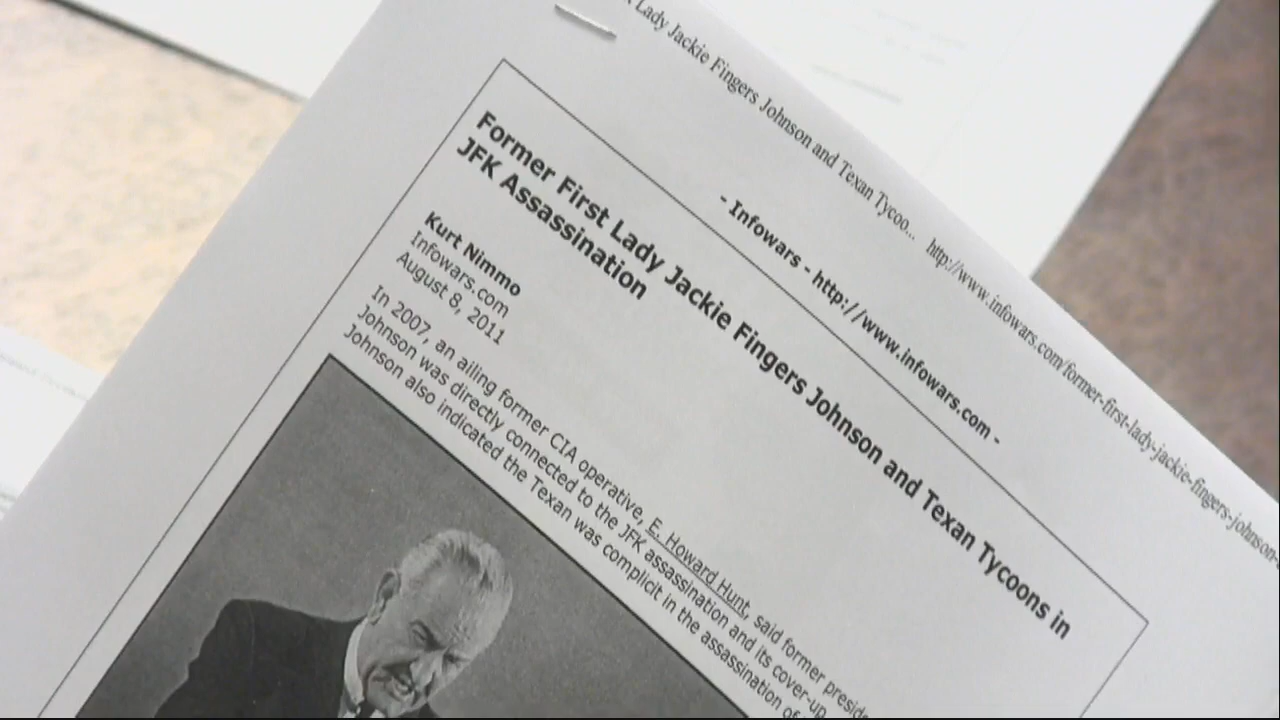 Lady Jackie Fingers Johnson and Texan Tycoo... http://www.infowars.com/former-first-lady-jackie-fingers-johnson-
- Infowars - http://www.infowars.com -
Former First Lady Jackie Fingers Johnson and Texan Tycoons in
JFK Assassination
Kurt Nimmo
Infowars.com
August 8, 2011
In 2007, an ailing former CIA operative, E. Howard Hunt, said former
Johnson was directly connected to the JFK assassination and its cover-up
Johnson also indicated the Texan was complicit in the assassination of